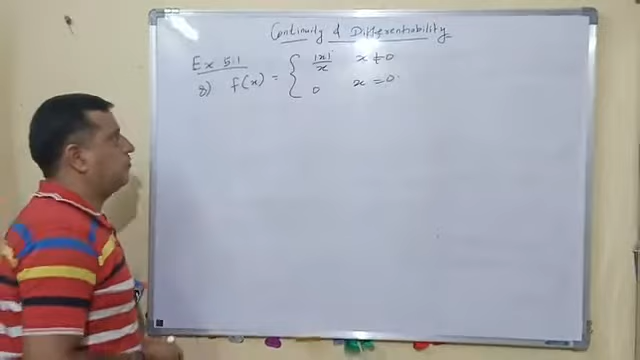 Continuity & Differentiability
Ex 5.1
8) f(x) = { |x|/x x ≠ 0
0 x = 0.